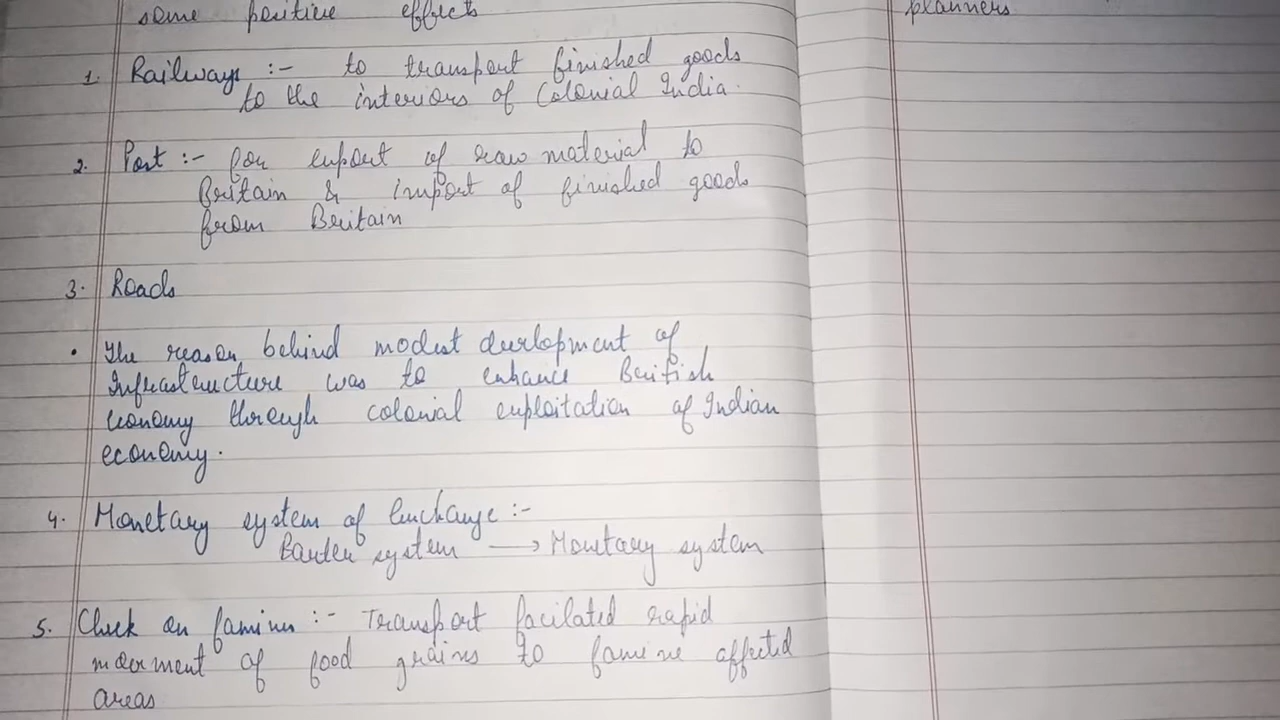 some positive effects
planners
1. Railways :- to transport finished goods
to the interiors of Colonial India.
2. Port :- for export of raw material to
Britain & import of finished goods
from Britain
3. Roads
• The reason behind modest development of
Infrastructure was to enhance British
economy through colonial exploitation of Indian
economy.
4. Monetary system of Exchange :-
Barter system → Monetary system
5. Check on famines :- Transport facilated rapid
movement of food grains to famine affected
areas